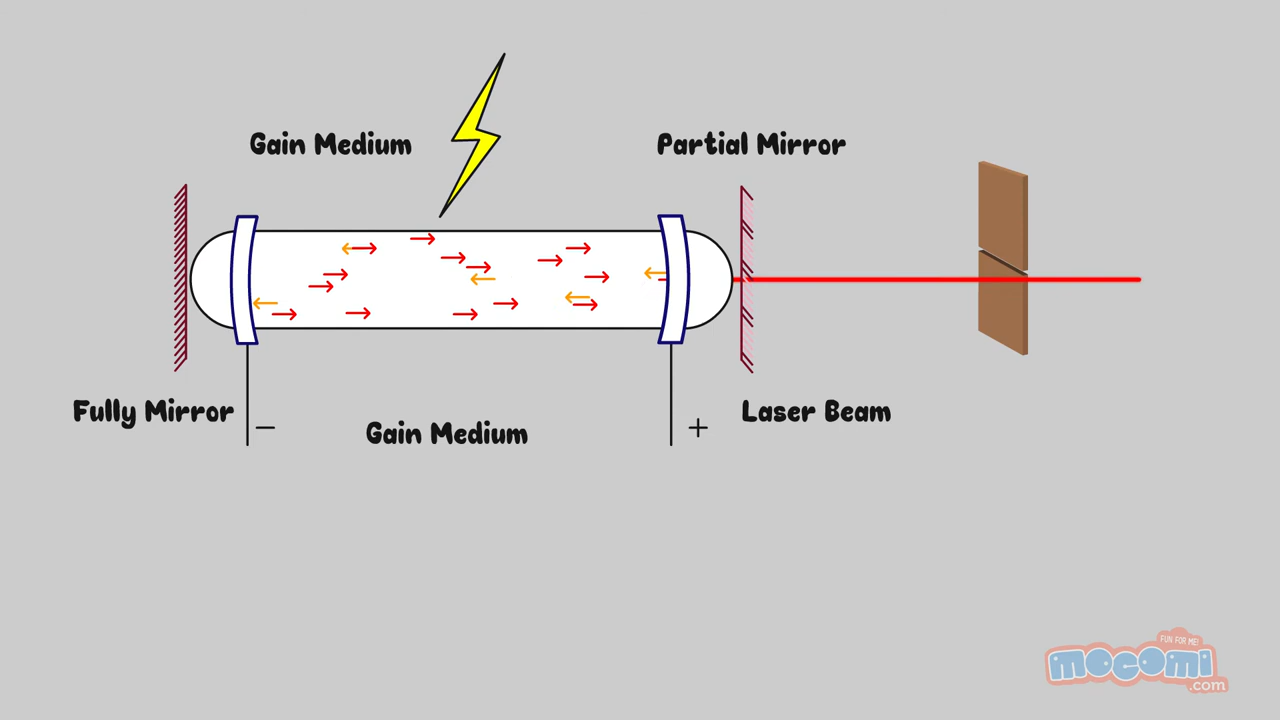 Gain Medium
Partial Mirror
Fully Mirror
Laser Beam
−
Gain Medium
+
FUN FOR ME!
mocomi
.com